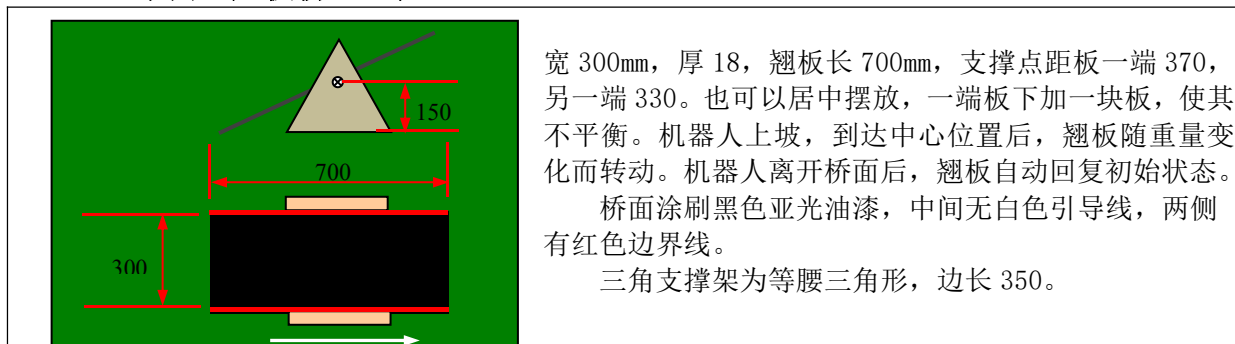 150
700
300
宽 300mm，厚 18，翘板长 700mm，支撑点距板一端 370，
另一端 330。也可以居中摆放，一端板下加一块板，使其
不平衡。机器人上坡，到达中心位置后，翘板随重量变
化而转动。机器人离开桥面后，翘板自动回复初始状态。
桥面涂刷黑色亚光油漆，中间无白色引导线，两侧
有红色边界线。
三角支撑架为等腰三角形，边长 350。